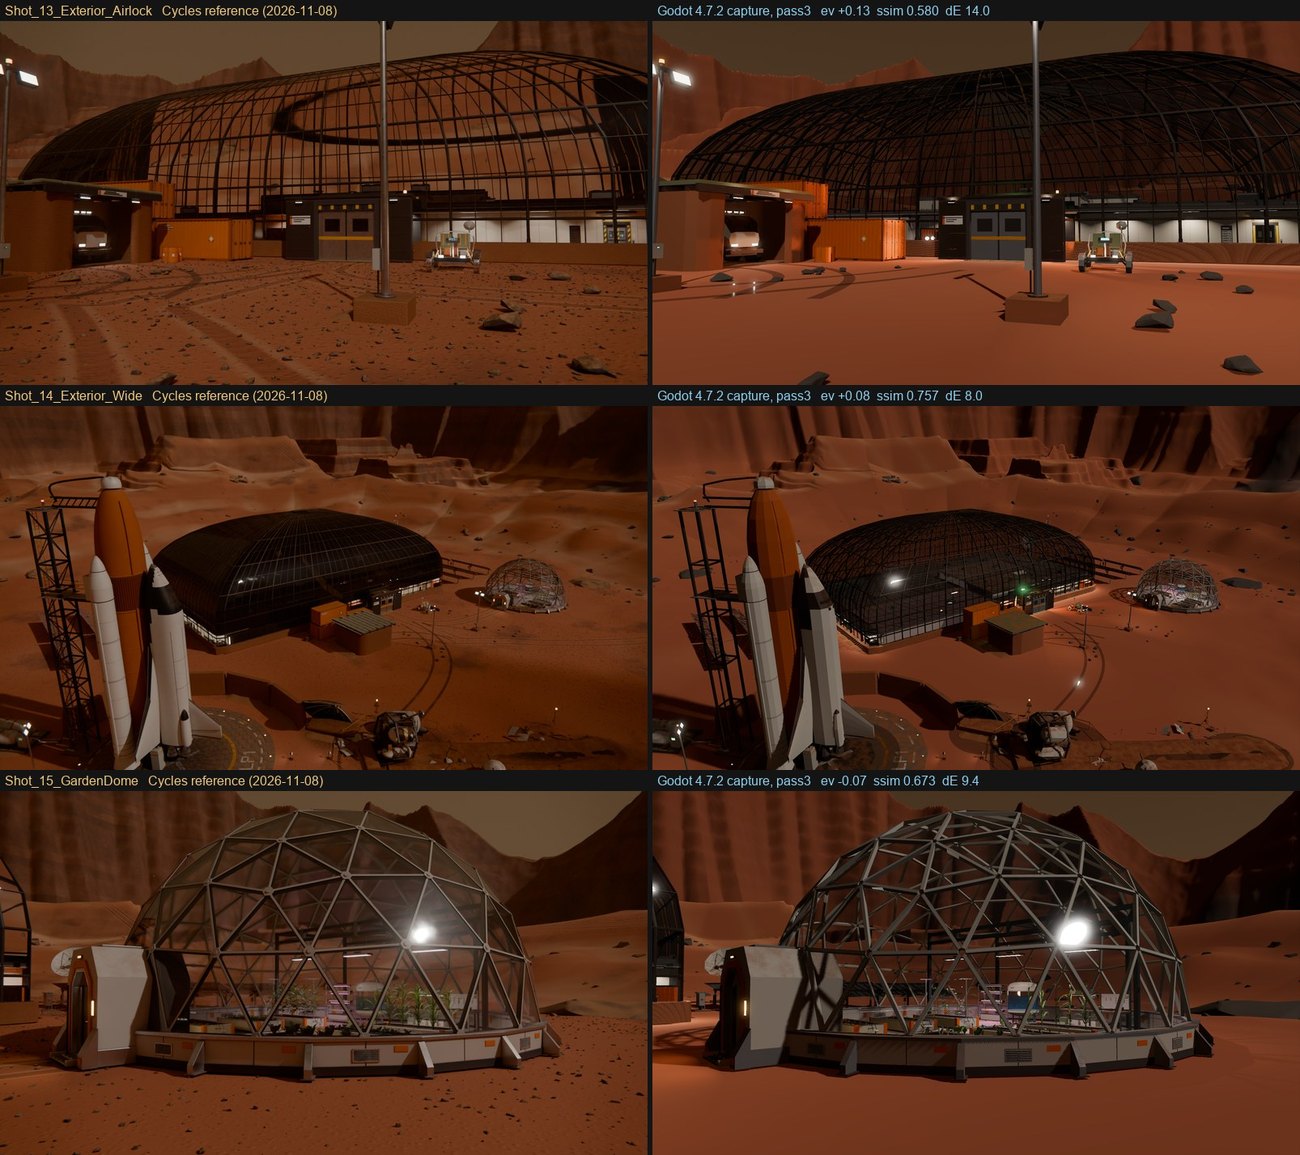 Shot_13_Exterior_Airlock Cycles reference (2026-11-08)
Godot 4.7.2 capture, pass3 ev +0.13 ssim 0.580 dE 14.0
Shot_14_Exterior_Wide Cycles reference (2026-11-08)
Godot 4.7.2 capture, pass3 ev +0.08 ssim 0.757 dE 8.0
Shot_15_GardenDome Cycles reference (2026-11-08)
Godot 4.7.2 capture, pass3 ev -0.07 ssim 0.673 dE 9.4